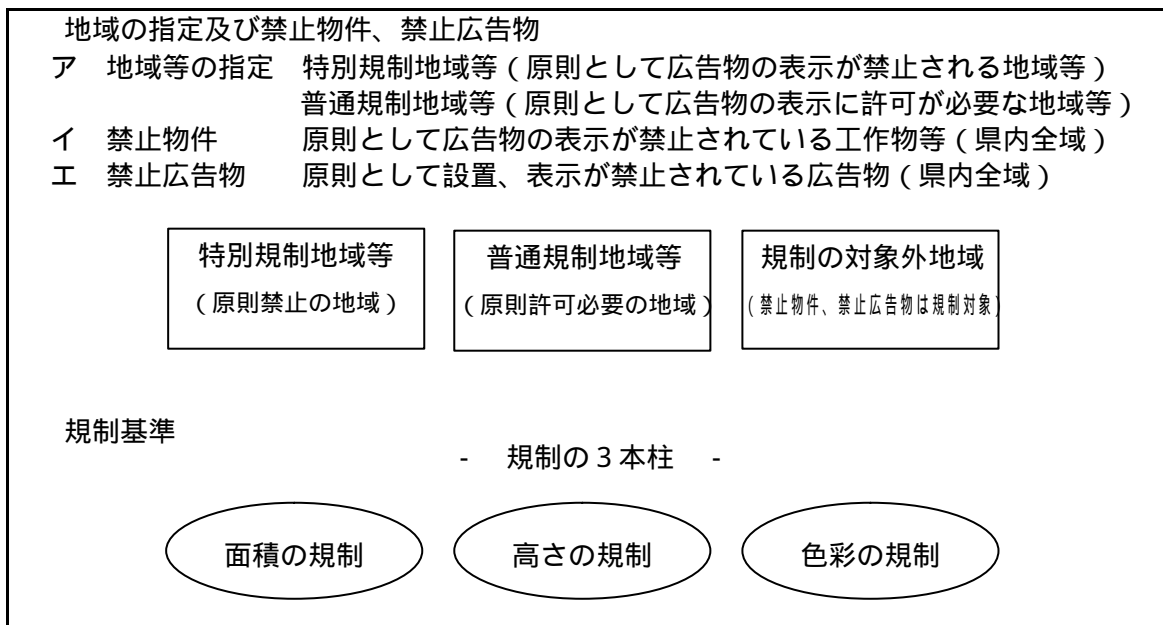 地域の指定及び禁止物件、禁止広告物
ア　地域等の指定　特別規制地域等（原則として広告物の表示が禁止される地域等）
普通規制地域等（原則として広告物の表示に許可が必要な地域等）
イ　禁止物件　原則として広告物の表示が禁止されている工作物等（県内全域）
エ　禁止広告物　原則として設置、表示が禁止されている広告物（県内全域）
特別規制地域等　普通規制地域等　規制の対象外地域
（原則禁止の地域）　（原則許可必要の地域）　（禁止物件、禁止広告物は規制対象）
規制基準
-　規制の３本柱　-
面積の規制　高さの規制　色彩の規制